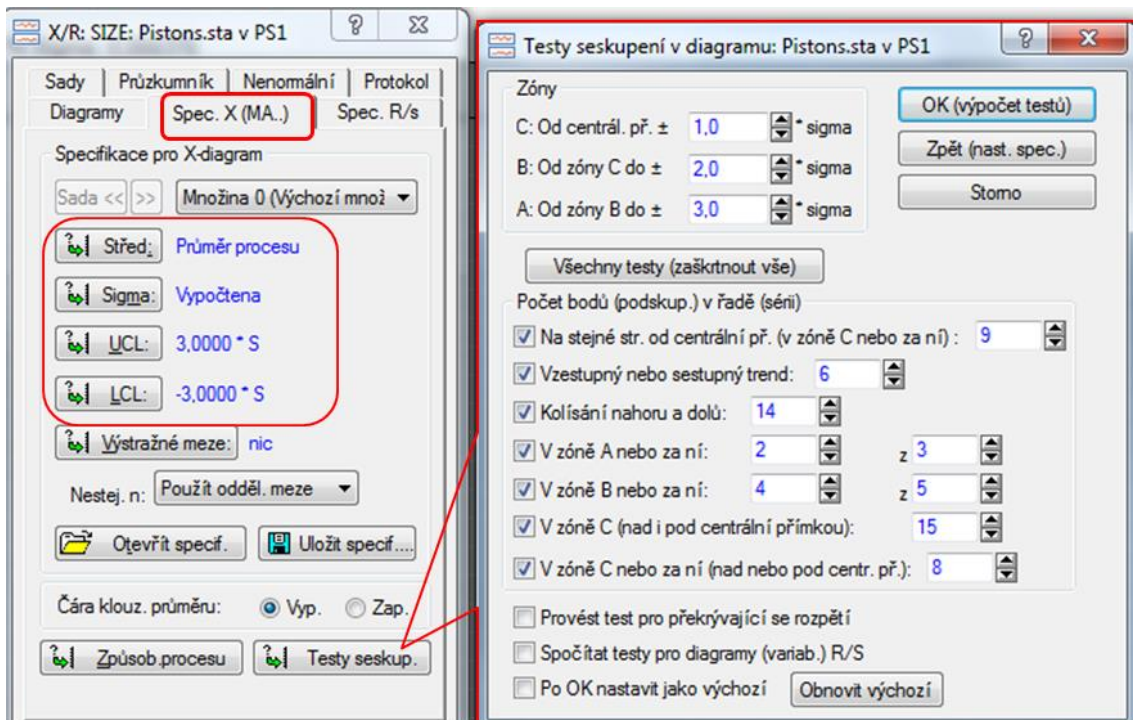 X/R: SIZE: Pistons.sta v PS1
Sady Průzkumník Nenormální Protokol
Diagramy Spec. X (MA..) Spec. R/s
Specifikace pro X-diagram
Sada << >> Množina 0 (Výchozí množ
Střed: Průměr procesu
Sigma: Vypočtena
UCL: 3,0000 * S
LCL: -3,0000 * S
Výstražné meze: nic
Nestej. n: Použít odděl. meze
Otevřít specif. Uložit specif....
Čára klouz. průměru: Vyp. Zap.
Způsob.procesu Testy seskup.
Testy seskupení v diagramu: Pistons.sta v PS1
Zóny
C: Od centrál. př. ± 1,0 * sigma
B: Od zóny C do ± 2,0 * sigma
A: Od zóny B do ± 3,0 * sigma
OK (výpočet testů)
Zpět (nast. spec.)
Storno
Všechny testy (zaškrtnout vše)
Počet bodů (podskup.) v řadě (sérii)
Na stejné str. od centrální př. (v zóně C nebo za ní) : 9
Vzestupný nebo sestupný trend: 6
Kolísání nahoru a dolů: 14
V zóně A nebo za ní: 2 z 3
V zóně B nebo za ní: 4 z 5
V zóně C (nad i pod centrální přímkou): 15
V zóně C nebo za ní (nad nebo pod centr. př.): 8
Provést test pro překrývající se rozpětí
Spočítat testy pro diagramy (variab.) R/S
Po OK nastavit jako výchozí Obnovit výchozí